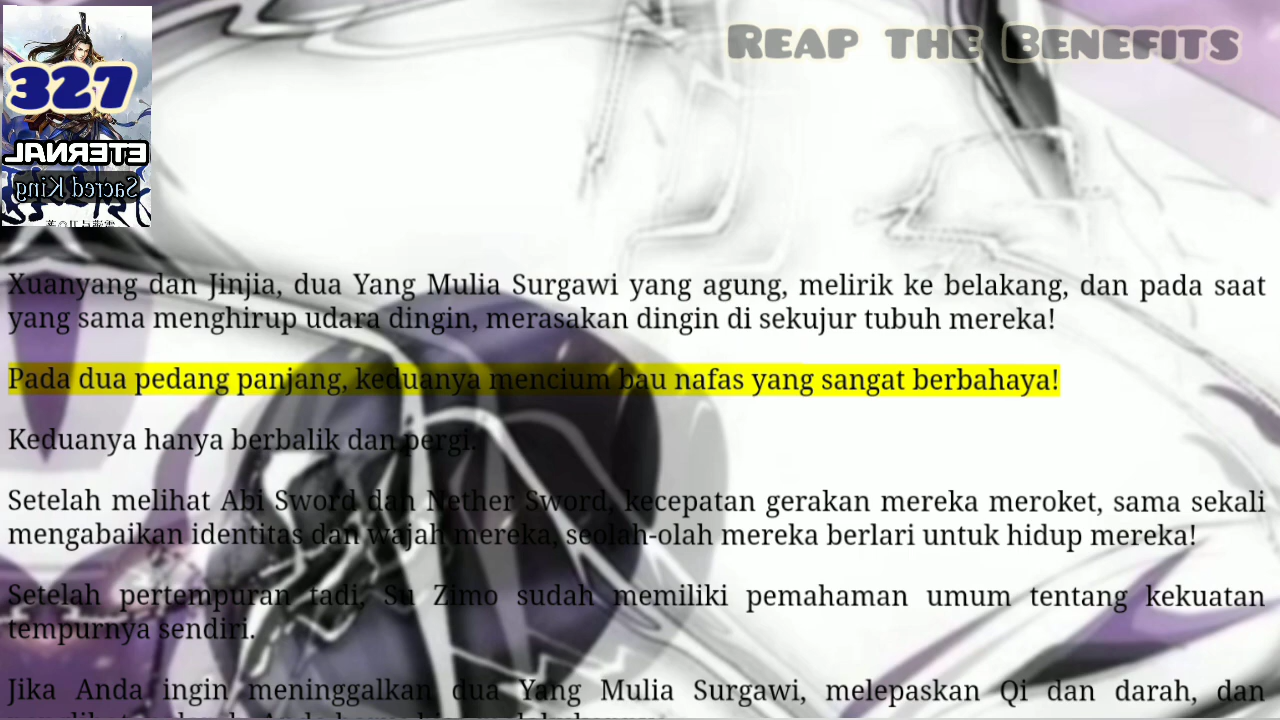 Reap the Benefits
327
ETERNAL
Sacred King
Xuanyang dan Jinjia, dua Yang Mulia Surgawi yang agung, melirik ke belakang, dan pada saat
yang sama menghirup udara dingin, merasakan dingin di sekujur tubuh mereka!
Pada dua pedang panjang, keduanya mencium bau nafas yang sangat berbahaya!
Keduanya hanya berbalik dan pergi.
Setelah melihat Abi Sword dan Nether Sword, kecepatan gerakan mereka meroket, sama sekali
mengabaikan identitas dan wajah mereka, seolah-olah mereka berlari untuk hidup mereka!
Setelah pertempuran tadi, Su Zimo sudah memiliki pemahaman umum tentang kekuatan
tempurnya sendiri.
Jika Anda ingin meninggalkan dua Yang Mulia Surgawi, melepaskan Qi dan darah, dan